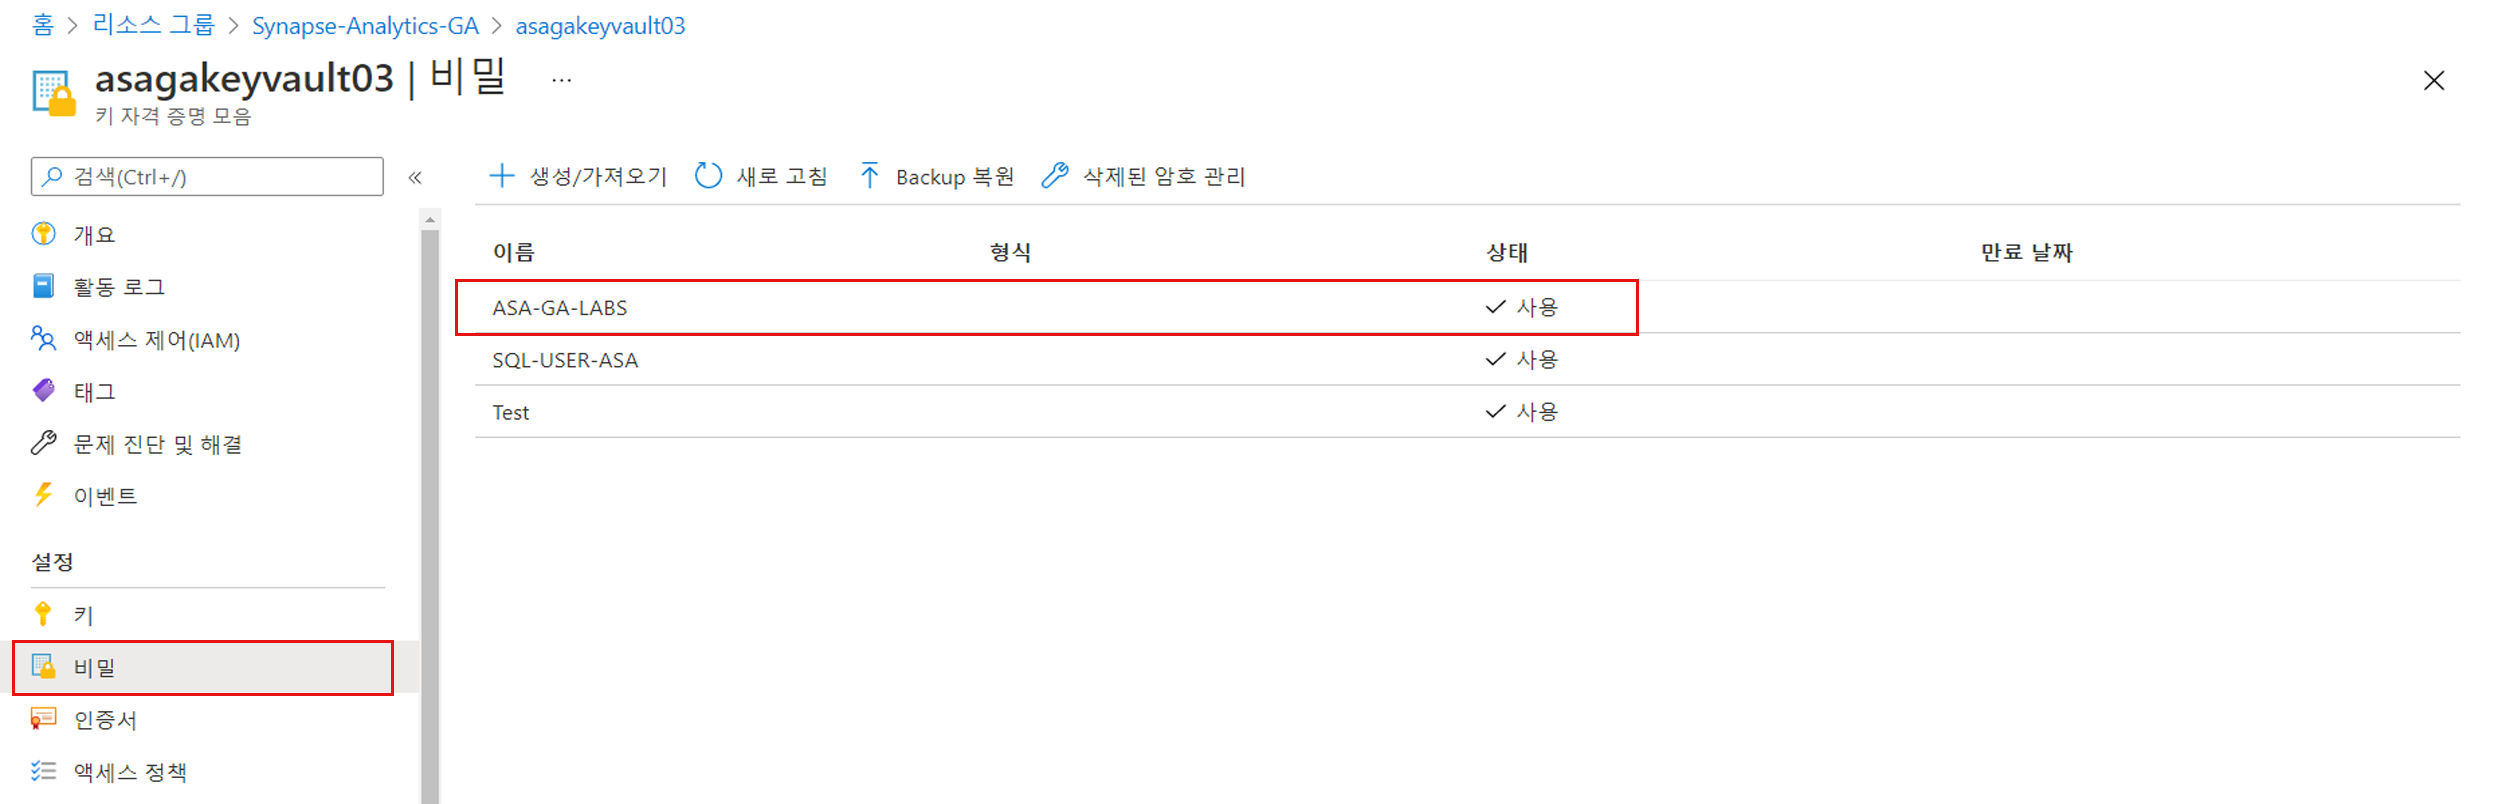 홈 > 리소스 그룹 > Synapse-Analytics-GA > asagakeyvault03
asagakeyvault03 | 비밀 ...
키 자격 증명 모음
검색(Ctrl+/) «
생성/가져오기 새로 고침 Backup 복원 삭제된 암호 관리
개요
활동 로그
액세스 제어(IAM)
태그
문제 진단 및 해결
이벤트
설정
키
비밀
인증서
액세스 정책
이름 형식 상태 만료 날짜
ASA-GA-LABS ✓ 사용
SQL-USER-ASA ✓ 사용
Test ✓ 사용